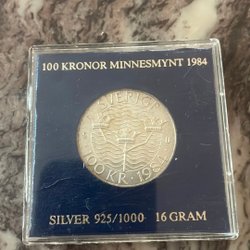 100 KRONOR MINNESMYNT 1984
SVERIGE
100 KR · 1984
SILVER 925/1000 16 GRAM